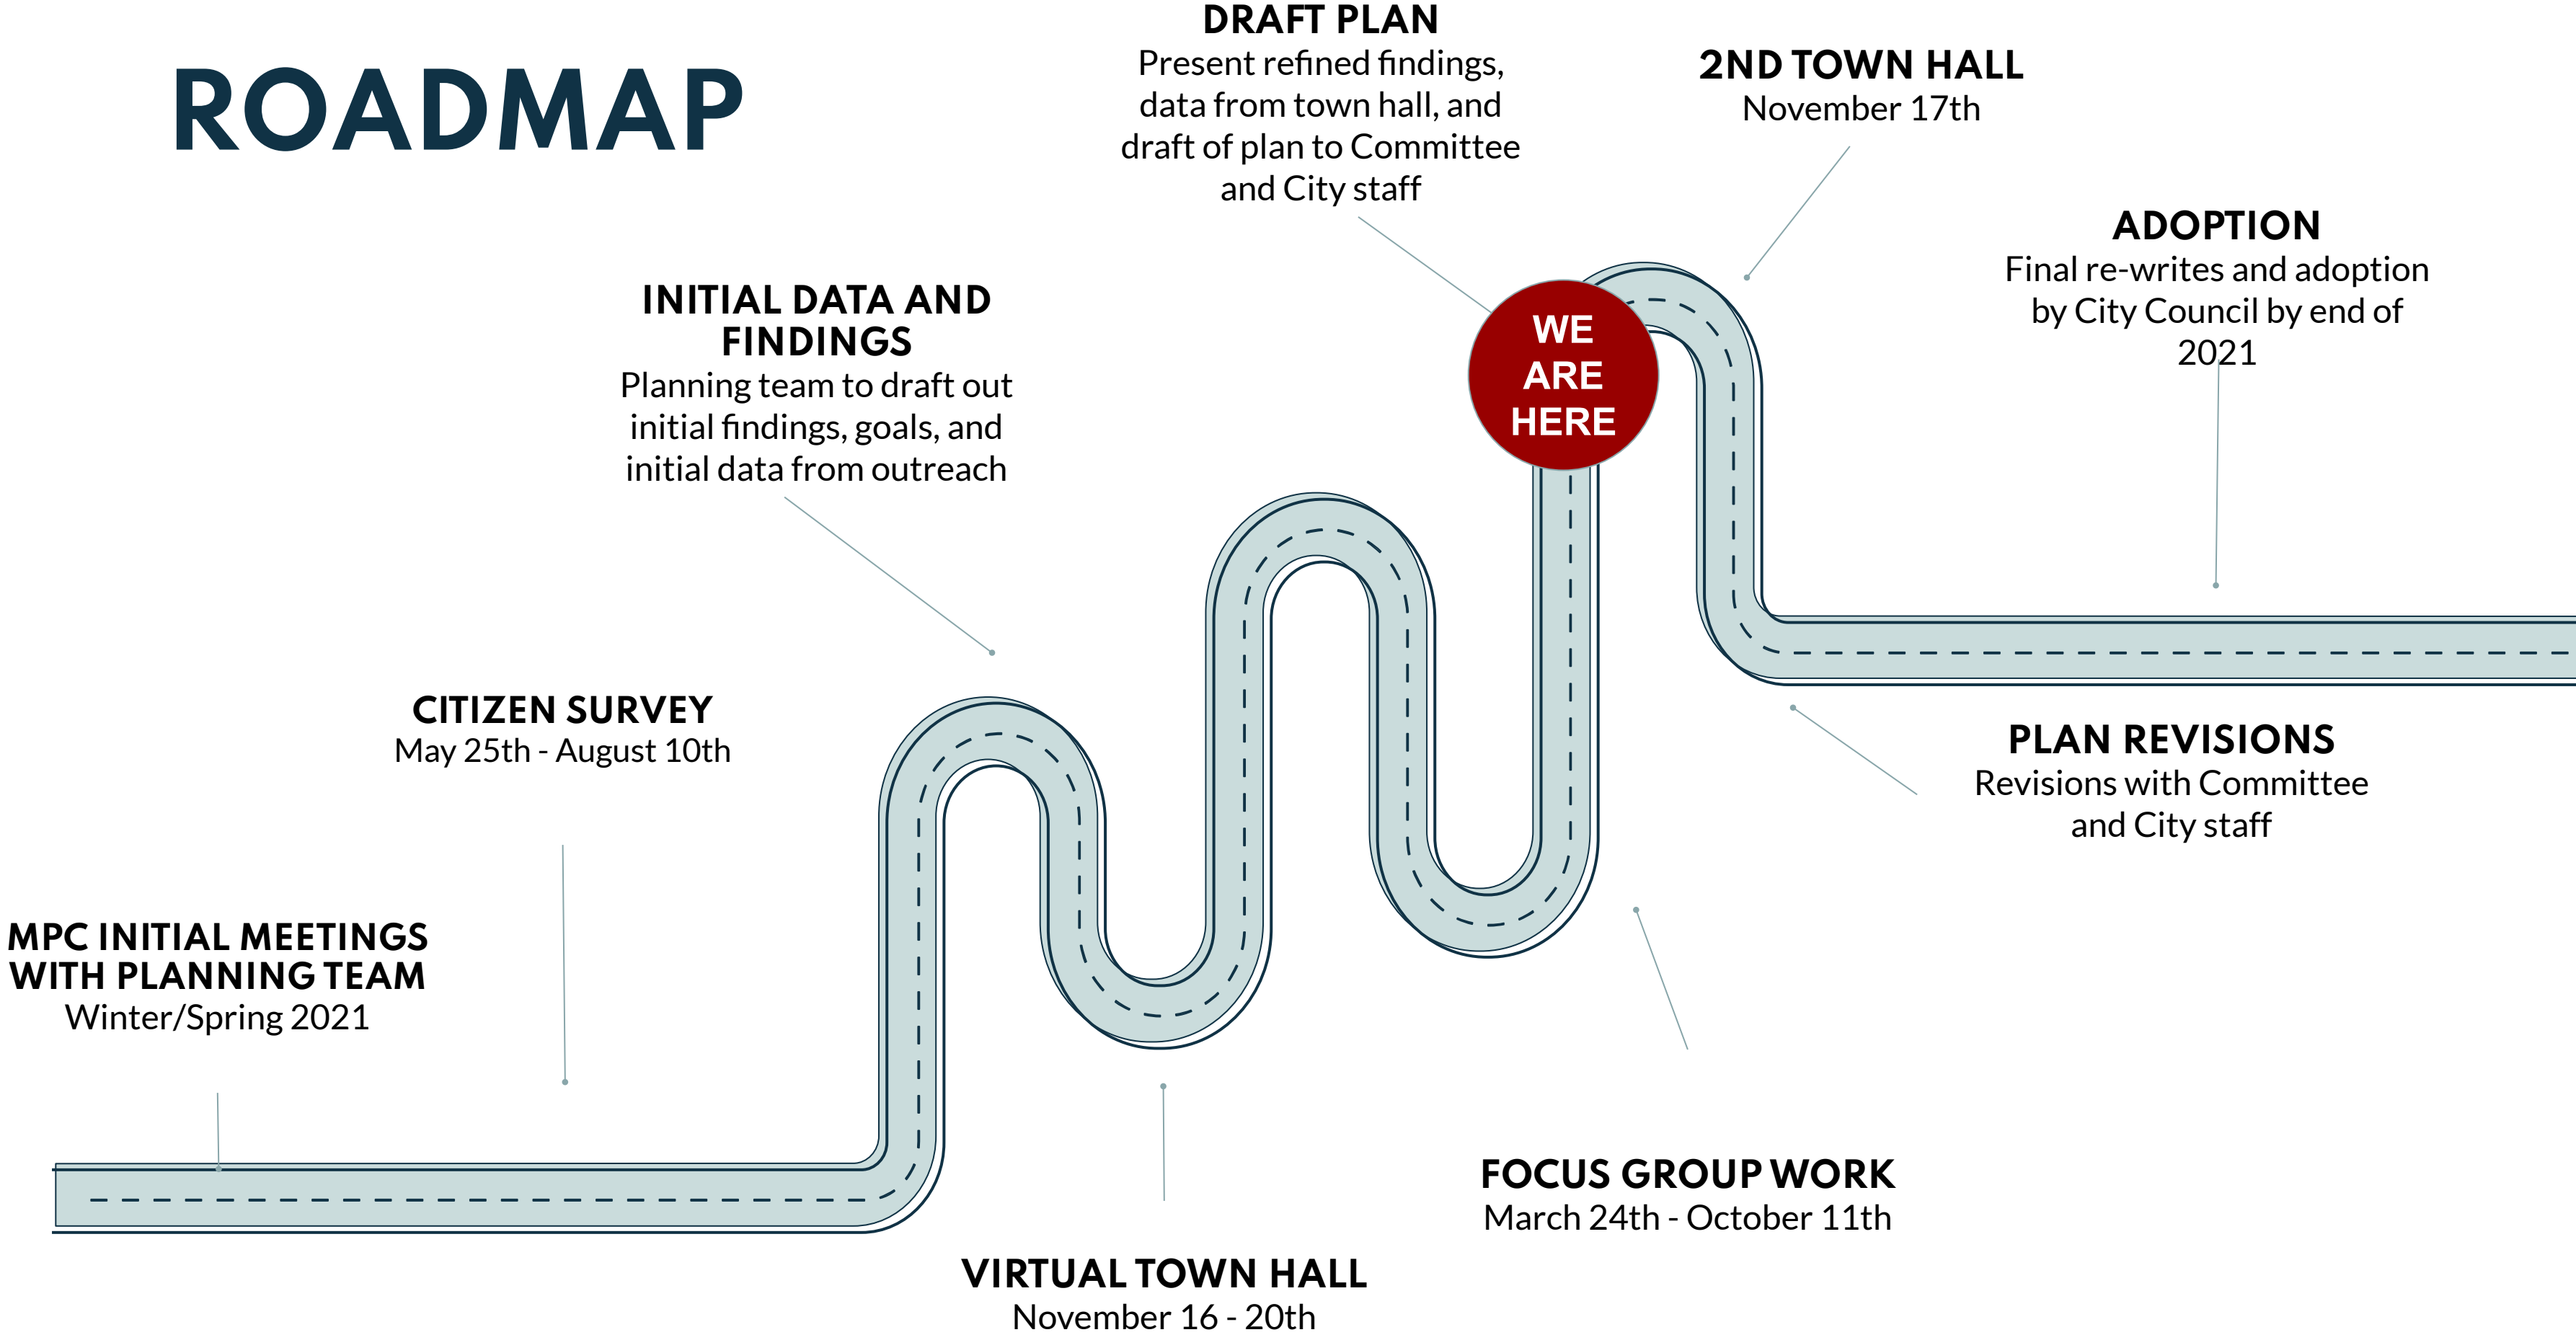 ROADMAP
DRAFT PLAN
Present refined findings,
data from town hall, and
draft of plan to Committee
and City staff
2ND TOWN HALL
November 17th
ADOPTION
Final re-writes and adoption
by City Council by end of
2021
INITIAL DATA AND
FINDINGS
Planning team to draft out
initial findings, goals, and
initial data from outreach
WE
ARE
HERE
CITIZEN SURVEY
May 25th - August 10th
PLAN REVISIONS
Revisions with Committee
and City staff
MPC INITIAL MEETINGS
WITH PLANNING TEAM
Winter/Spring 2021
FOCUS GROUP WORK
March 24th - October 11th
VIRTUAL TOWN HALL
November 16 - 20th